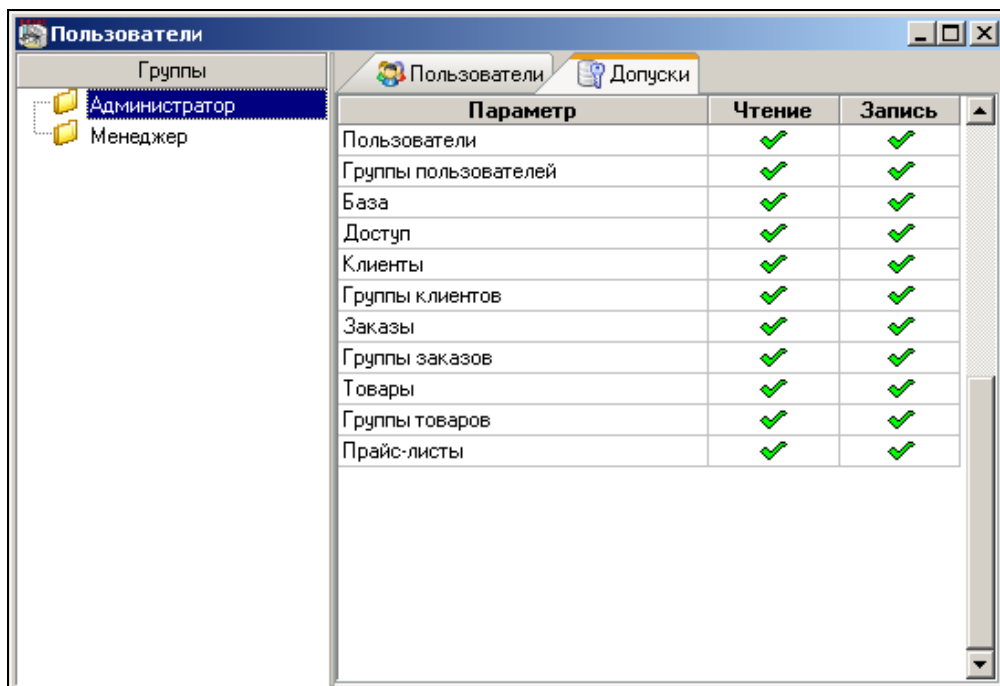 Пользователи
Группы
Администратор
Менеджер
Пользователи Допуски
Параметр Чтение Запись
Пользователи
Группы пользователей
База
Доступ
Клиенты
Группы клиентов
Заказы
Группы заказов
Товары
Группы товаров
Прайс-листы